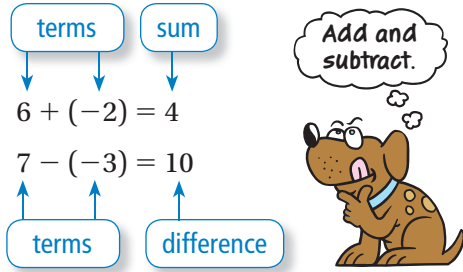 terms sum
Add and
subtract.
6 + (−2) = 4
7 − (−3) = 10
terms difference